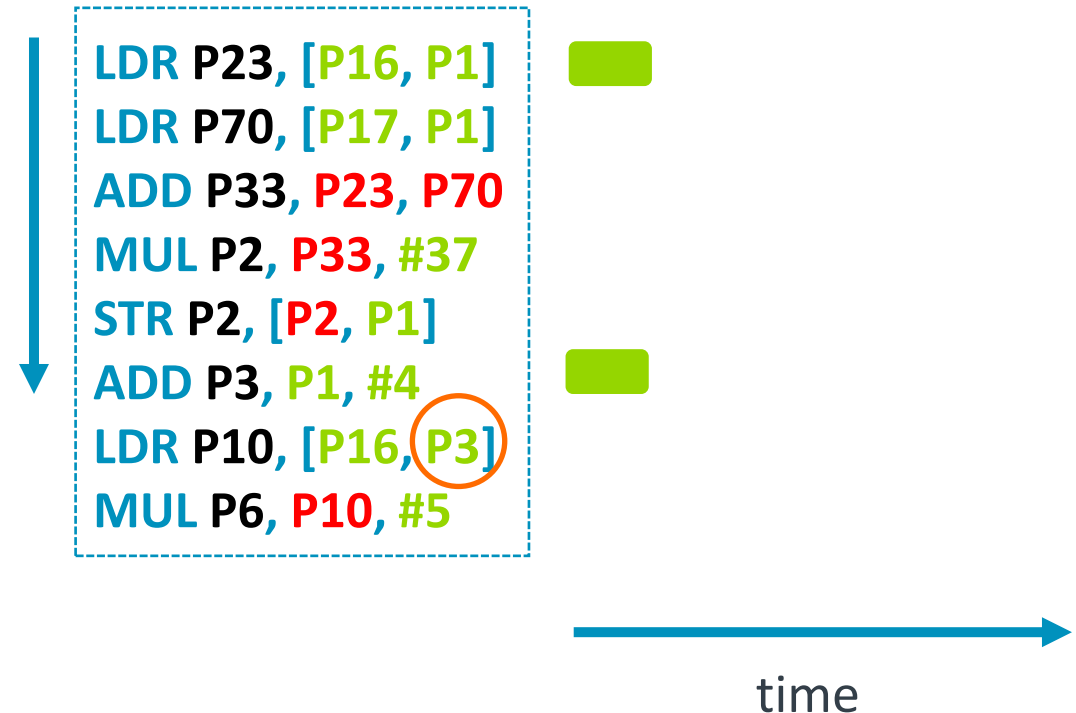 LDR P23, [P16, P1]
LDR P70, [P17, P1]
ADD P33, P23, P70
MUL P2, P33, #37
STR P2, [P2, P1]
ADD P3, P1, #4
LDR P10, [P16, P3]
MUL P6, P10, #5
time